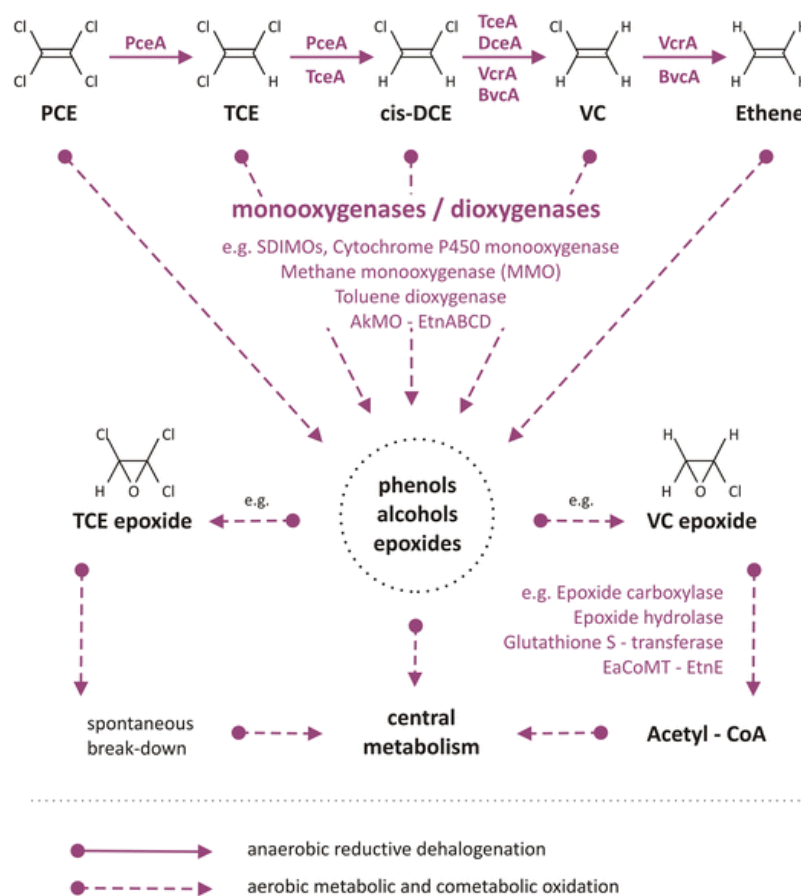 Cl Cl Cl Cl
PceA
Cl Cl Cl H
PceA
TceA
Cl Cl H H
TceA
DceA
VcrA
BvcA
Cl H H H
VcrA
BvcA
H H H H
PCE TCE cis-DCE VC Ethene
monooxygenases / dioxygenases
e.g. SDIMOs, Cytochrome P450 monooxygenase
Methane monooxygenase (MMO)
Toluene dioxygenase
AkMO - EtnABCD
Cl Cl H O Cl
TCE epoxide
e.g.
phenols
alcohols
epoxides
e.g.
H H O Cl
VC epoxide
e.g. Epoxide carboxylase
Epoxide hydrolase
Glutathione S - transferase
EaCoMT - EtnE
spontaneous
break-down
central
metabolism
Acetyl - CoA
anaerobic reductive dehalogenation
aerobic metabolic and cometabolic oxidation